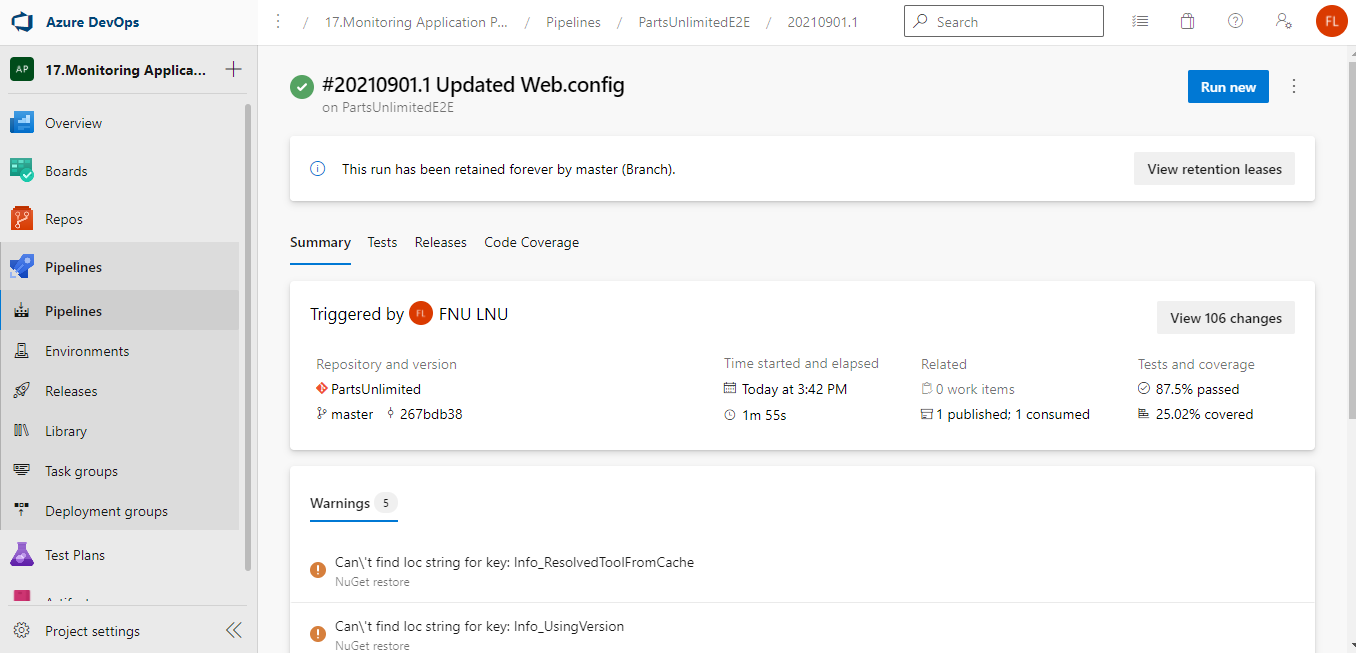 Azure DevOps
/ 17.Monitoring Application P... / Pipelines / PartsUnlimitedE2E / 20210901.1
Search
FL
AP 17.Monitoring Applica...
Overview
Boards
Repos
Pipelines
Pipelines
Environments
Releases
Library
Task groups
Deployment groups
Test Plans
Project settings
#20210901.1 Updated Web.config
on PartsUnlimitedE2E
Run new
This run has been retained forever by master (Branch).
View retention leases
Summary Tests Releases Code Coverage
Triggered by FL FNU LNU
View 106 changes
Repository and version
PartsUnlimited
master 267bdb38
Time started and elapsed
Today at 3:42 PM
1m 55s
Related
0 work items
1 published; 1 consumed
Tests and coverage
87.5% passed
25.02% covered
Warnings 5
Can\'t find loc string for key: Info_ResolvedToolFromCache
NuGet restore
Can\'t find loc string for key: Info_UsingVersion
NuGet restore